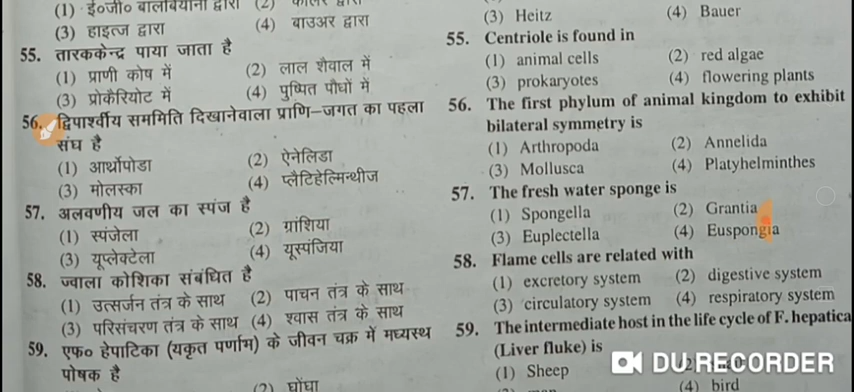 (1) ई०जी० बालबियानी द्वारा (2)
(3) हाइत्ज द्वारा (4) बाउअर द्वारा
55. तारककेन्द्र पाया जाता है
(1) प्राणी कोष में (2) लाल शैवाल में
(3) प्रोकैरियोट में (4) पुष्पित पौधों में
56. द्विपार्श्वीय सममिति दिखानेवाला प्राणि-जगत का पहला
संघ है
(1) आर्थोपोडा (2) ऐनेलिडा
(3) मोलस्का (4) प्लैटिहेल्मिन्थीज
57. अलवणीय जल का स्पंज है
(1) स्पंजेला (2) ग्रांशिया
(3) यूप्लेक्टेला (4) यूस्पंजिया
58. ज्वाला कोशिका संबंधित है
(1) उत्सर्जन तंत्र के साथ (2) पाचन तंत्र के साथ
(3) परिसंचरण तंत्र के साथ (4) श्वास तंत्र के साथ
59. एफ० हेपाटिका (यकृत पर्णाभ) के जीवन चक्र में मध्यस्थ
पोषक है
(2) घोंघा
(3) Heitz (4) Bauer
55. Centriole is found in
(1) animal cells (2) red algae
(3) prokaryotes (4) flowering plants
56. The first phylum of animal kingdom to exhibit
bilateral symmetry is
(1) Arthropoda (2) Annelida
(3) Mollusca (4) Platyhelminthes
57. The fresh water sponge is
(1) Spongella (2) Grantia
(3) Euplectella (4) Euspongia
58. Flame cells are related with
(1) excretory system (2) digestive system
(3) circulatory system (4) respiratory system
59. The intermediate host in the life cycle of F. hepatica
(Liver fluke) is
(1) Sheep
(4) bird
DU RECORDER